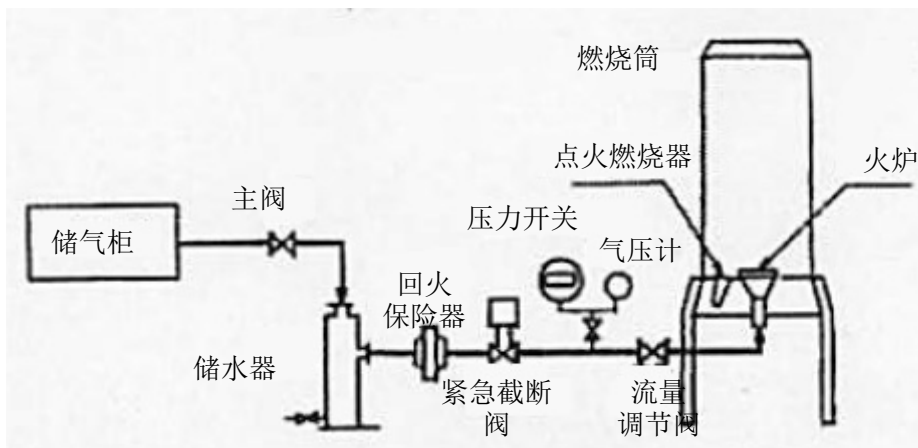 燃烧筒
点火燃烧器
火炉
主阀
压力开关
储气柜
气压计
回火
保险器
储水器
紧急截断
阀
流量
调节阀